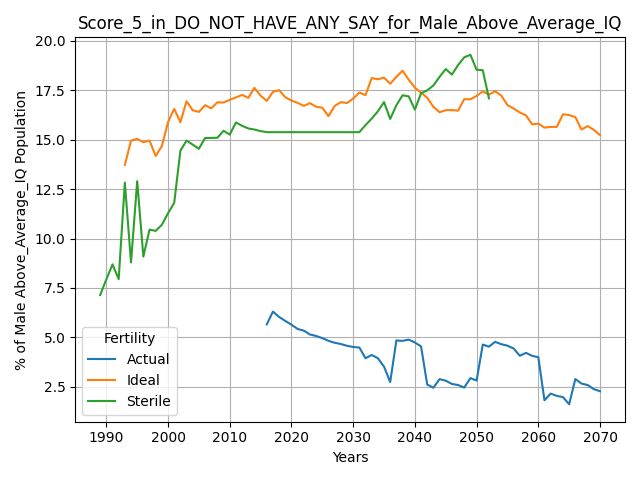 Score_5_in_DO_NOT_HAVE_ANY_SAY_for_Male_Above_Average_IQ
% of Male Above_Average_IQ Population
20.0
17.5
15.0
12.5
10.0
7.5
5.0
2.5
Fertility
Actual
Ideal
Sterile
1990 2000 2010 2020 2030 2040 2050 2060 2070
Years